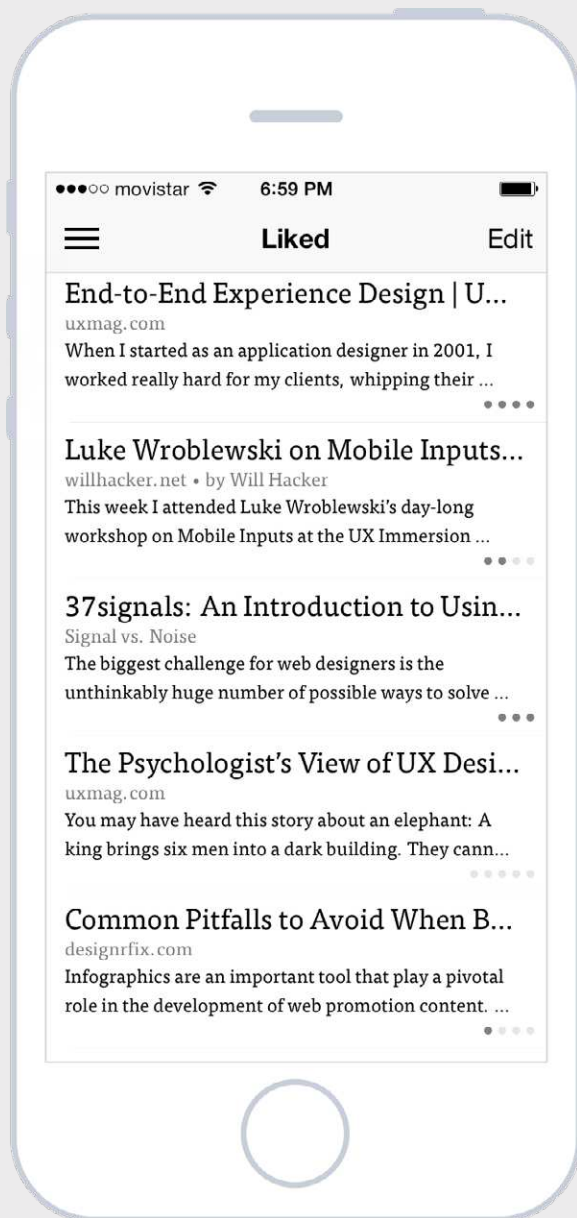 movistar 6:59 PM
Liked Edit
End-to-End Experience Design | U...
uxmag.com
When I started as an application designer in 2001, I
worked really hard for my clients, whipping their ...
Luke Wroblewski on Mobile Inputs...
willhacker.net • by Will Hacker
This week I attended Luke Wroblewski’s day-long
workshop on Mobile Inputs at the UX Immersion ...
37signals: An Introduction to Usin...
Signal vs. Noise
The biggest challenge for web designers is the
unthinkably huge number of possible ways to solve ...
The Psychologist’s View of UX Desi...
uxmag.com
You may have heard this story about an elephant: A
king brings six men into a dark building. They cann...
Common Pitfalls to Avoid When B...
designrfix.com
Infographics are an important tool that play a pivotal
role in the development of web promotion content. ...